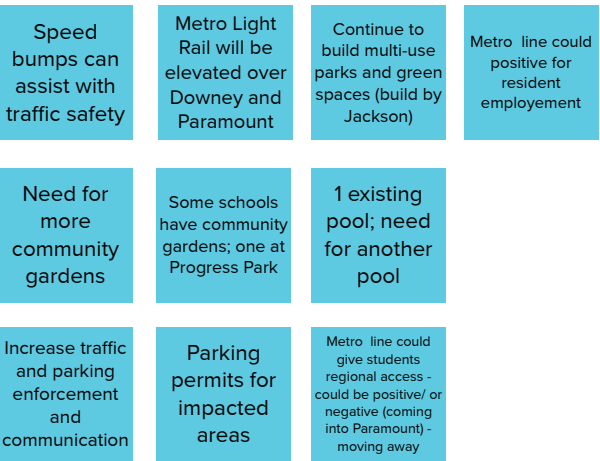 Speed
bumps can
assist with
traffic safety
Metro Light
Rail will be
elevated over
Downey and
Paramount
Continue to
build multi-use
parks and green
spaces (build by
Jackson)
Metro  line could
positive for
resident
employement
Need for
more
community
gardens
Some schools
have community
gardens; one at
Progress Park
1 existing
pool; need
for another
pool
Increase traffic
and parking
enforcement
and
communication
Parking
permits for
impacted
areas
Metro  line could
give students
regional access -
could be positive/ or
negative (coming
into Paramount) -
moving away